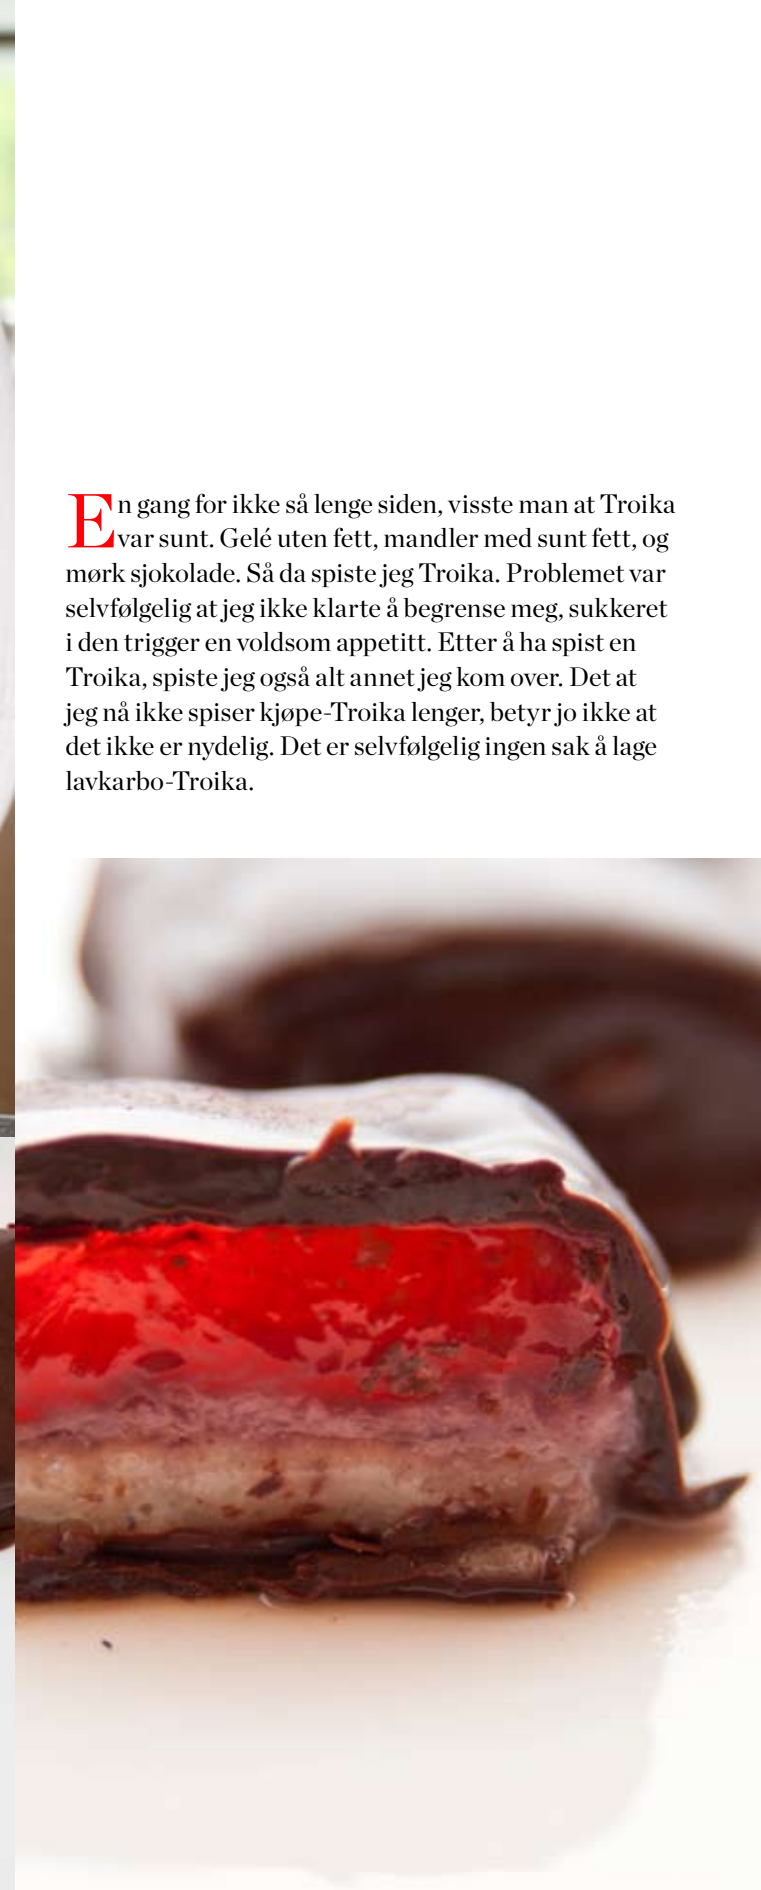 En gang for ikke så lenge siden, visste man at Troika
var sunt. Gelé uten fett, mandler med sunt fett, og
mørk sjokolade. Så da spiste jeg Troika. Problemet var
selvfølgelig at jeg ikke klarte å begrense meg, sukkeret
i den trigger en voldsom appetitt. Etter å ha spist en
Troika, spiste jeg også alt annet jeg kom over. Det at
jeg nå ikke spiser kjøpe-Troika lenger, betyr jo ikke at
det ikke er nydelig. Det er selvfølgelig ingen sak å lage
lavkarbo-Troika.